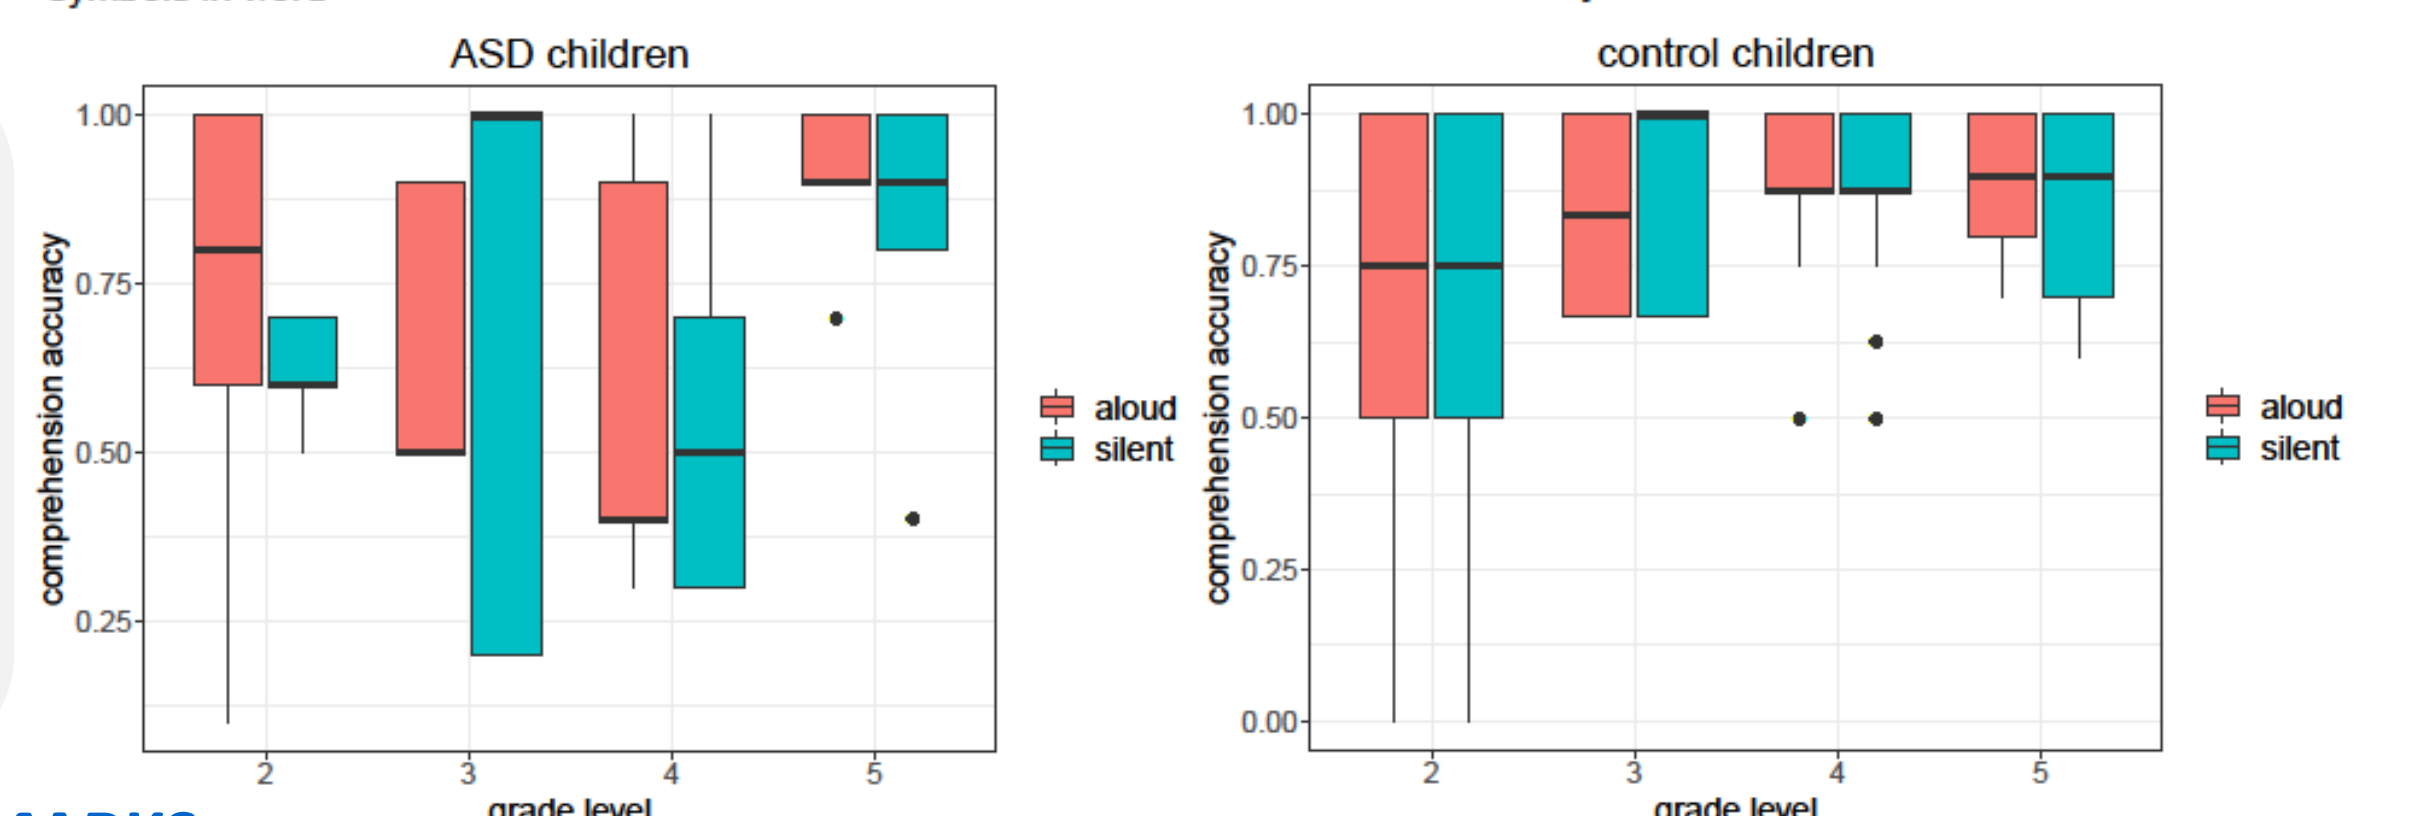 ASD children
comprehension accuracy
1.00
0.75
0.50
0.25
2 3 4 5
grade level
aloud
silent
control children
comprehension accuracy
1.00
0.75
0.50
0.25
0.00
2 3 4 5
grade level
aloud
silent